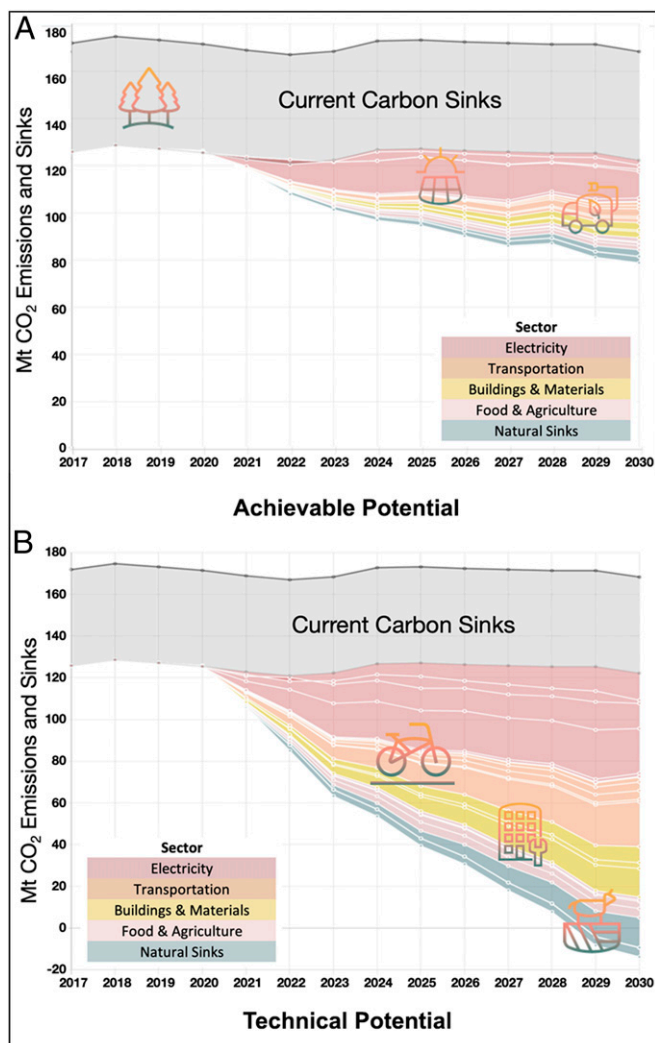 A
180
160
140
120
100
80
60
40
20
0
Mt CO2 Emissions and Sinks
Current Carbon Sinks
Sector
Electricity
Transportation
Buildings & Materials
Food & Agriculture
Natural Sinks
2017 2018 2019 2020 2021 2022 2023 2024 2025 2026 2027 2028 2029 2030
Achievable Potential
B
180
160
140
120
100
80
60
40
20
0
-20
Mt CO2 Emissions and Sinks
Current Carbon Sinks
Sector
Electricity
Transportation
Buildings & Materials
Food & Agriculture
Natural Sinks
2017 2018 2019 2020 2021 2022 2023 2024 2025 2026 2027 2028 2029 2030
Technical Potential